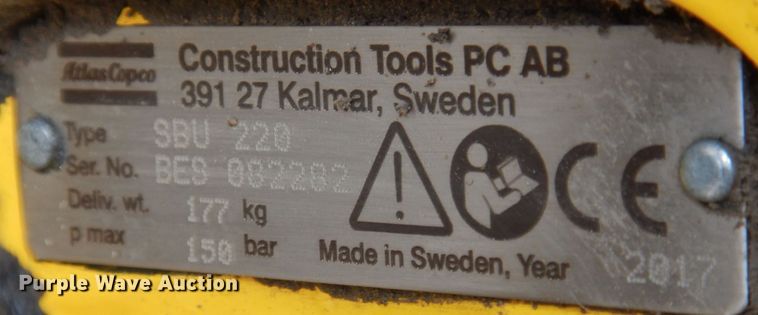 Atlas Copco
Construction Tools PC AB
391 27 Kalmar, Sweden
Type SBU 220
Ser. No. BES 082282
Deliv. wt. 177 kg
p max 150 bar
CE
Made in Sweden, Year 2017
Purple Wave Auction